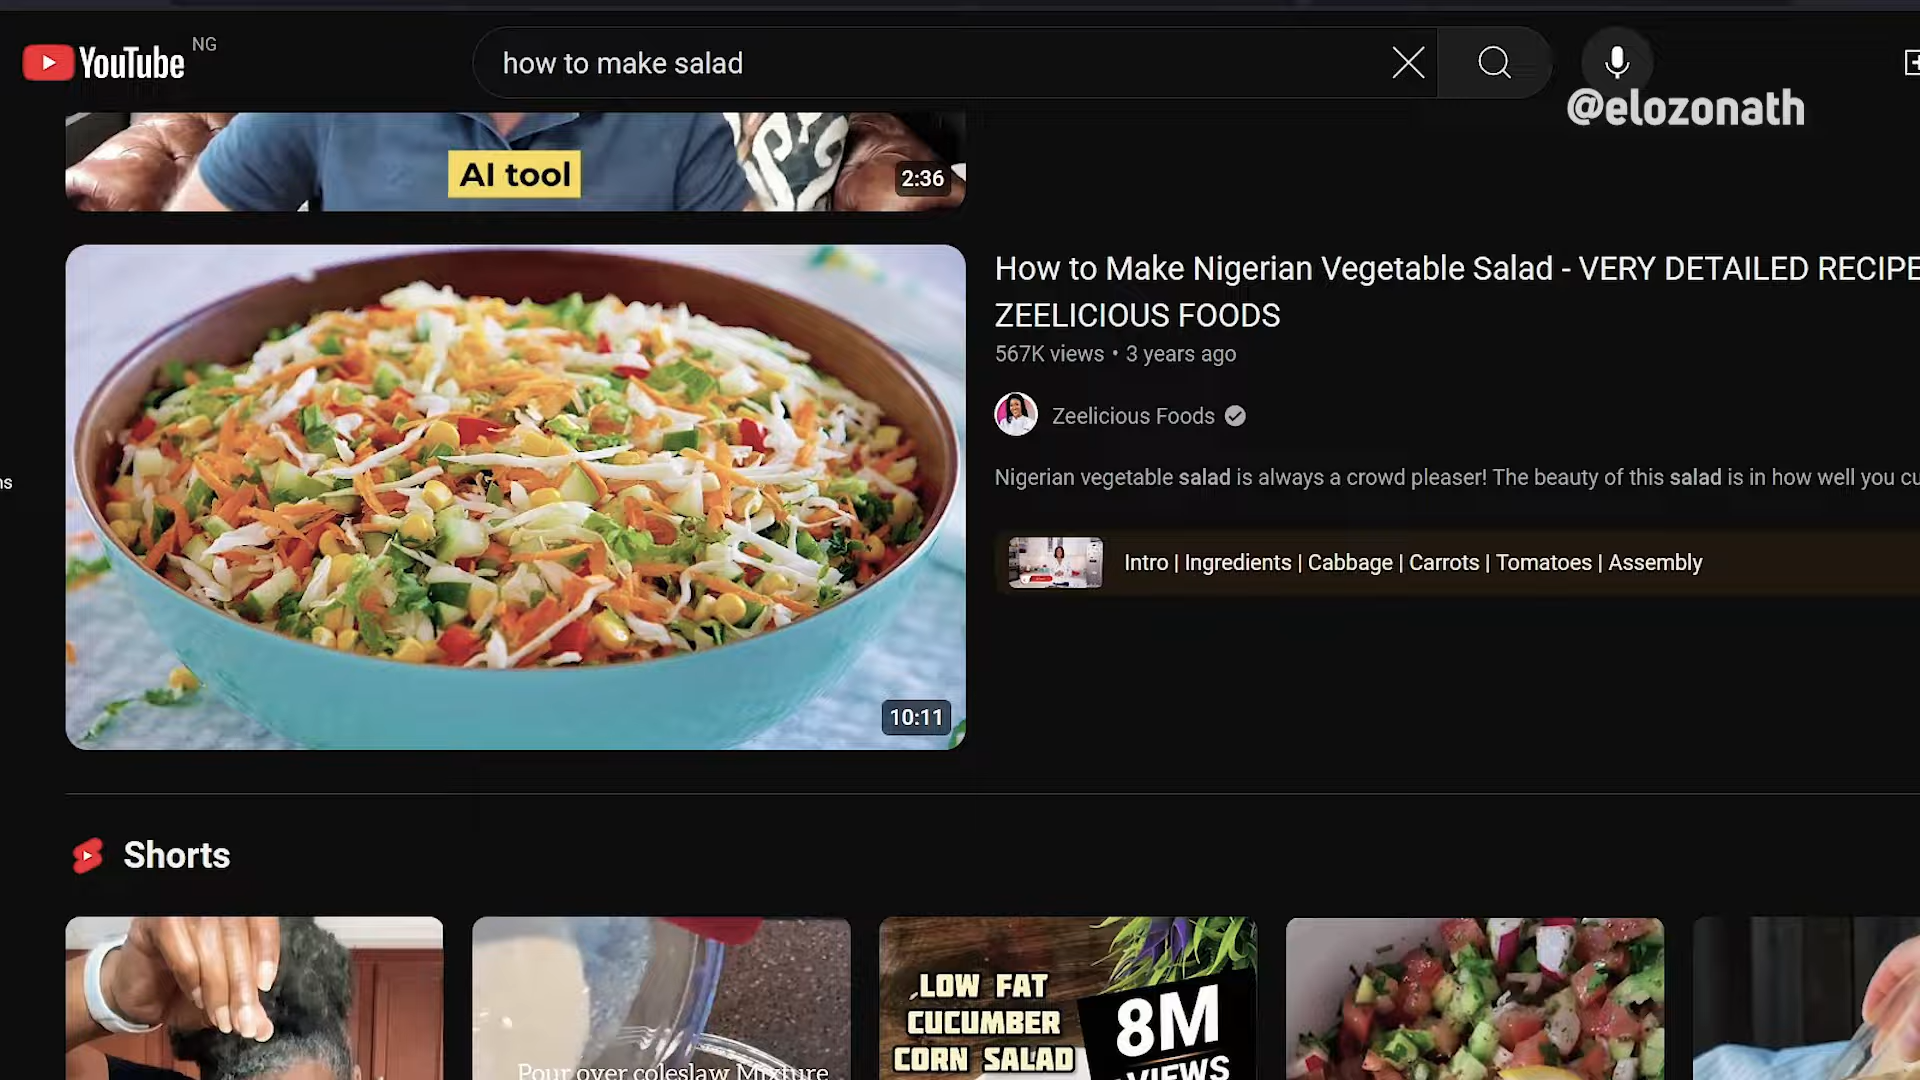 YouTube NG
how to make salad
@elozonath
AI tool
2:36
How to Make Nigerian Vegetable Salad - VERY DETAILED RECIPE
ZEELICIOUS FOODS
567K views • 3 years ago
Zeelicious Foods
Nigerian vegetable salad is always a crowd pleaser! The beauty of this salad is in how well you cu
ns
Intro | Ingredients | Cabbage | Carrots | Tomatoes | Assembly
10:11
Shorts
LOW FAT
CUCUMBER
CORN SALAD
8M
VIEWS
Pour over coleslaw Mixture